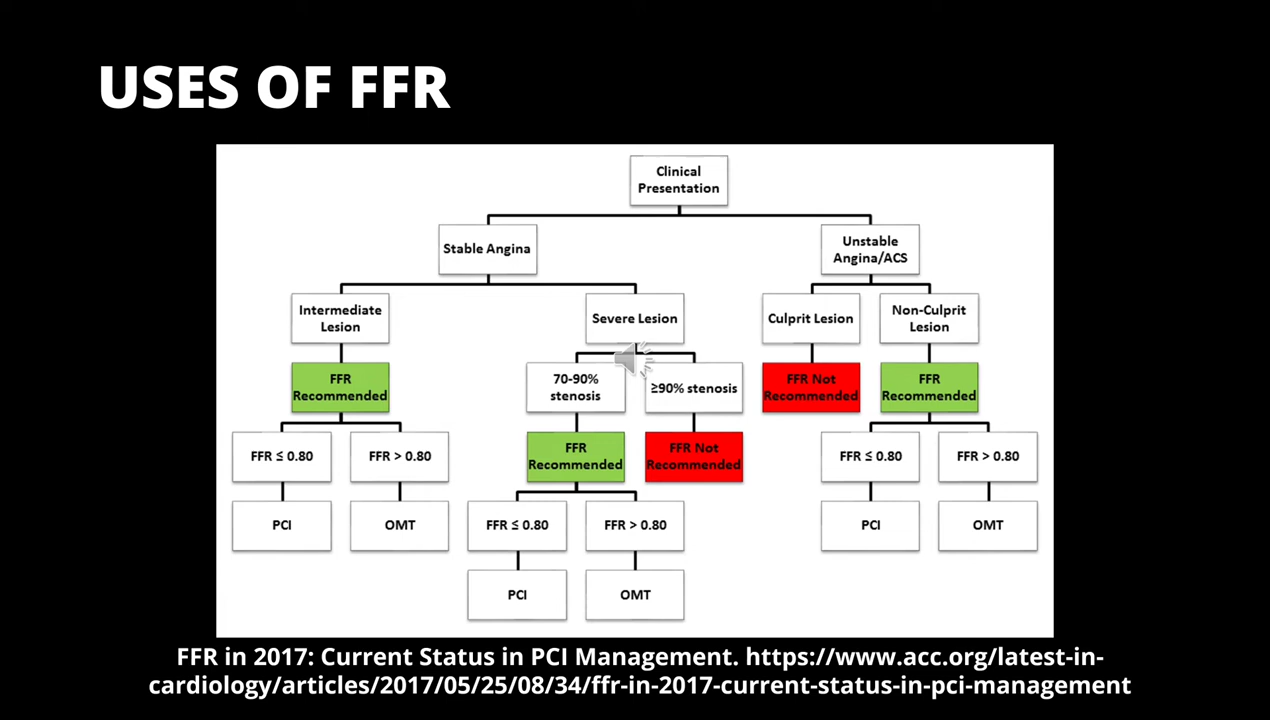 USES OF FFR
Clinical
Presentation
Stable Angina
Unstable
Angina/ACS
Intermediate
Lesion
Severe Lesion
Culprit Lesion
Non-Culprit
Lesion
FFR
Recommended
70-90%
stenosis
≥90% stenosis
FFR Not
Recommended
FFR
Recommended
FFR ≤ 0.80
FFR > 0.80
FFR
Recommended
FFR Not
Recommended
FFR ≤ 0.80
FFR > 0.80
PCI
OMT
FFR ≤ 0.80
FFR > 0.80
PCI
OMT
PCI
OMT
FFR in 2017: Current Status in PCI Management. https://www.acc.org/latest-in-
cardiology/articles/2017/05/25/08/34/ffr-in-2017-current-status-in-pci-management